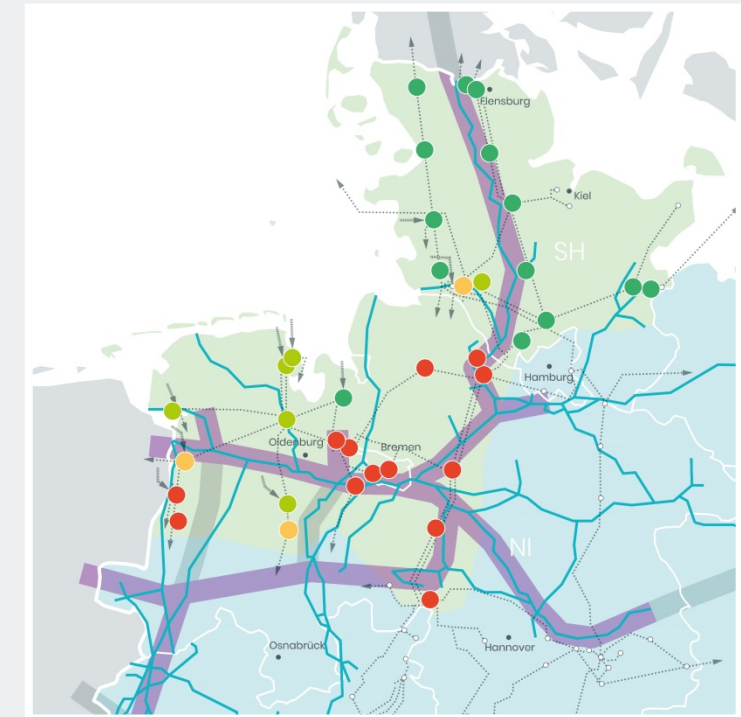 Flensburg
Kiel
SH
Hamburg
Oldenburg
Bremen
NI
Osnabrück
Hannover